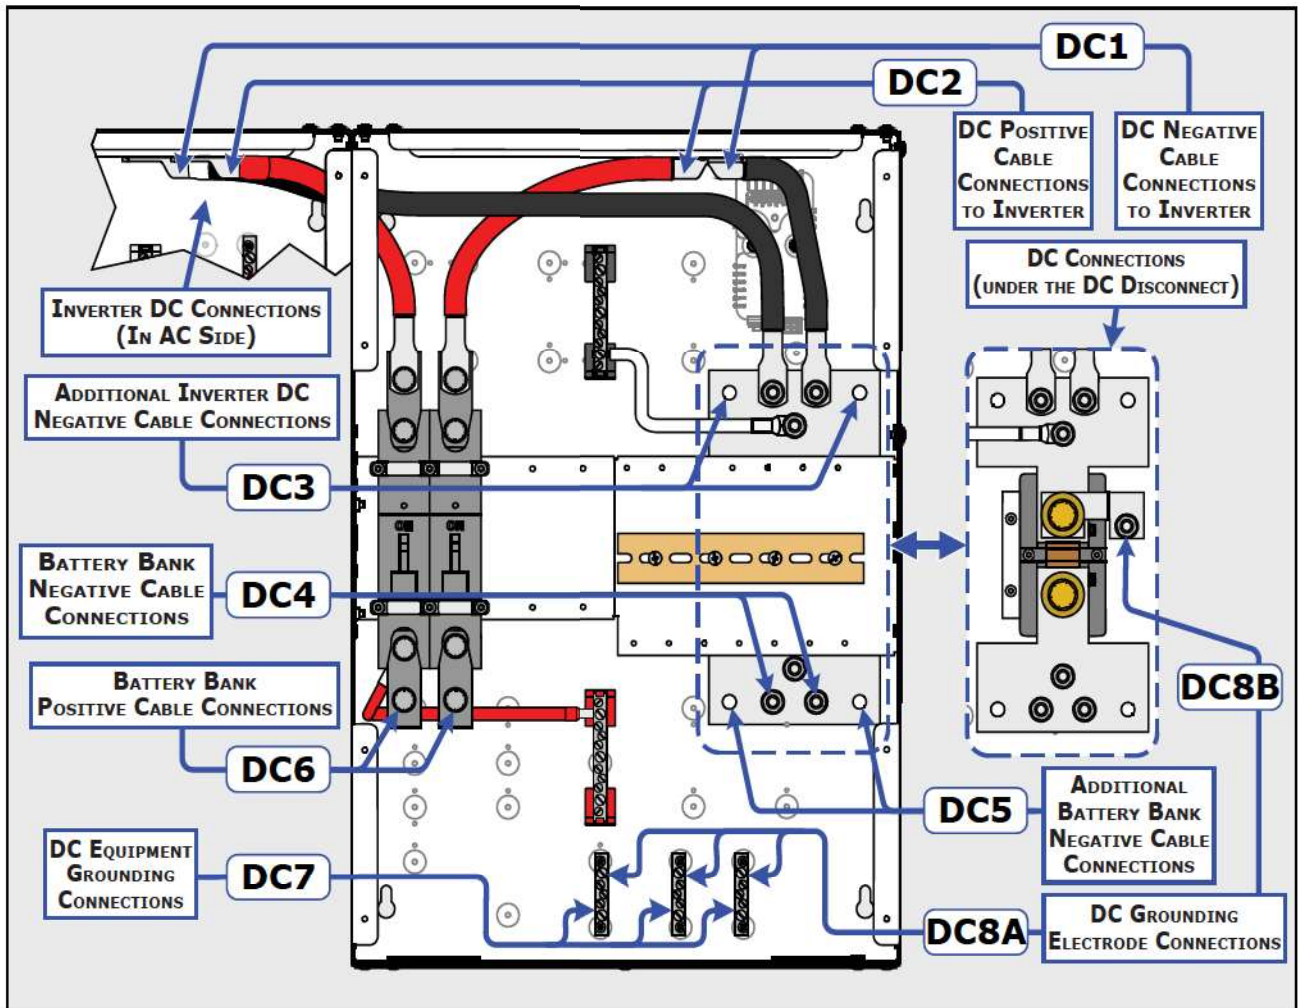 DC1
DC2
DC Positive
Cable
Connections
to Inverter
DC Negative
Cable
Connections
to Inverter
DC Connections
(under the DC Disconnect)
Inverter DC Connections
(In AC Side)
Additional Inverter DC
Negative Cable Connections
DC3
ON
ON
Battery Bank
Negative Cable
Connections
DC4
Battery Bank
Positive Cable Connections
DC6
DC8B
DC5
Additional
Battery Bank
Negative Cable
Connections
DC Equipment
Grounding
Connections
DC7
DC8A
DC Grounding
Electrode Connections